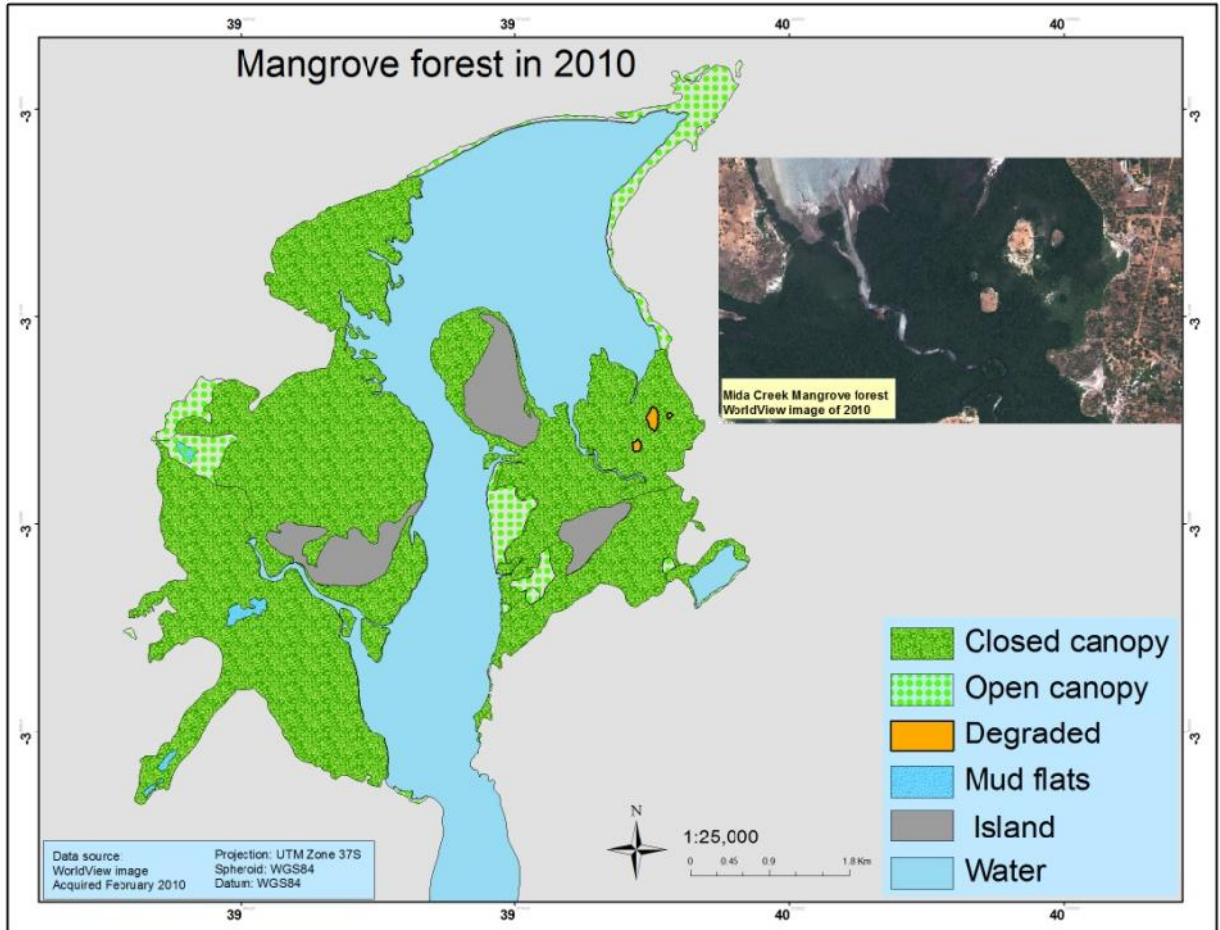 39 39 40 40
Mangrove forest in 2010
-3 -3
-3 -3
-3 -3
-3 -3
Mida Creek Mangrove forest
WorldView image of 2010
Closed canopy
Open canopy
Degraded
Mud flats
Island
Water
N
1:25,000
0 0.45 0.9 1.8 Km
Data source:
WorldView image
Acquired February 2010
Projection: UTM Zone 37S
Spheroid: WGS84
Datum: WGS84
39 39 40 40